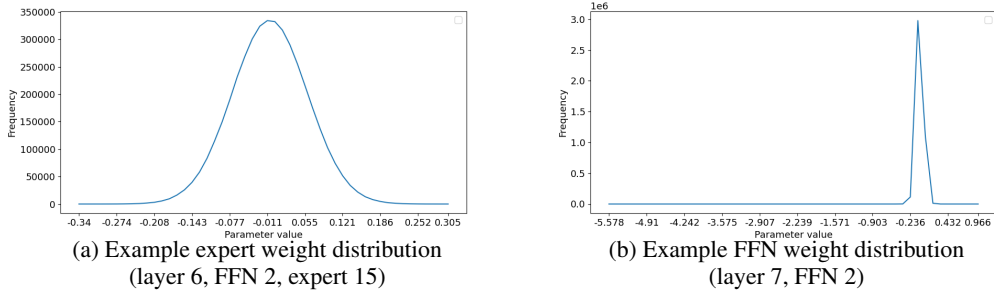 350000
300000
250000
200000
150000
100000
50000
0
Frequency
-0.34 -0.274 -0.208 -0.143 -0.077 -0.011 0.055 0.121 0.186 0.252 0.305
Parameter value
(a) Example expert weight distribution
(layer 6, FFN 2, expert 15)
1e6
3.0
2.5
2.0
1.5
1.0
0.5
0.0
Frequency
-5.578 -4.91 -4.242 -3.575 -2.907 -2.239 -1.571 -0.903 -0.236 0.432 0.966
Parameter value
(b) Example FFN weight distribution
(layer 7, FFN 2)